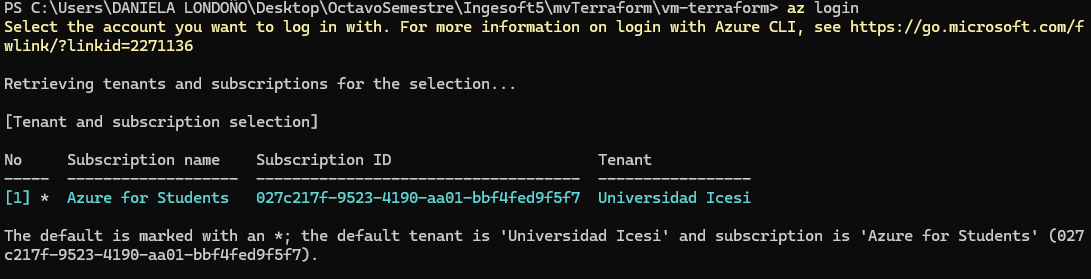 PS C:\Users\DANIELA LONDOÑO\Desktop\OctavoSemestre\Ingesoft5\mvTerraform\vm-terraform> az login
Select the account you want to log in with. For more information on login with Azure CLI, see https://go.microsoft.com/f
wlink/?linkid=2271136
Retrieving tenants and subscriptions for the selection...
[Tenant and subscription selection]
No     Subscription name    Subscription ID                       Tenant
-----  -------------------  ------------------------------------  -----------------
[1] *  Azure for Students   027c217f-9523-4190-aa01-bbf4fed9f5f7  Universidad Icesi
The default is marked with an *; the default tenant is 'Universidad Icesi' and subscription is 'Azure for Students' (027
c217f-9523-4190-aa01-bbf4fed9f5f7).